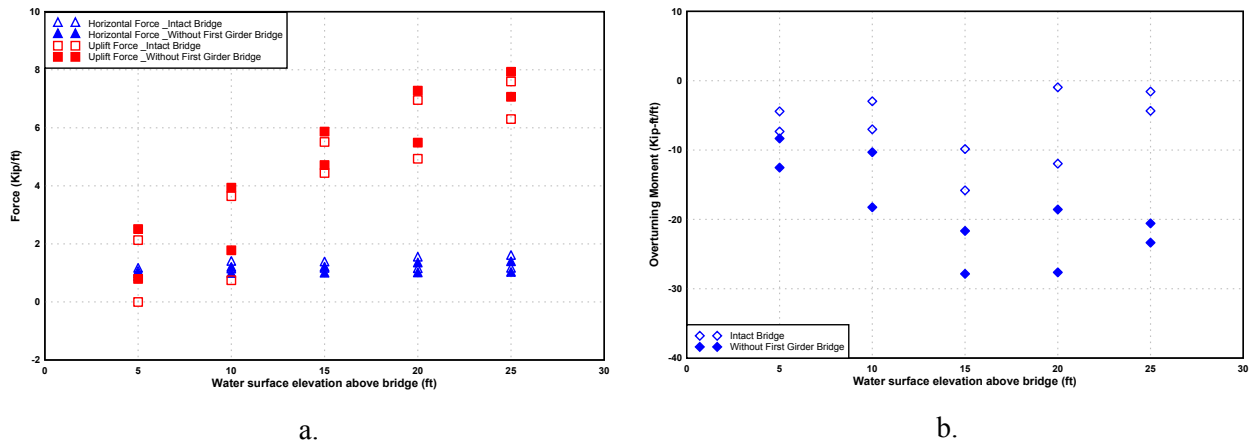 10
8
6
4
2
0
-2
Force (Kip/ft)
Horizontal Force _Intact Bridge
Horizontal Force _Without First Girder Bridge
Uplift Force _Intact Bridge
Uplift Force _Without First Girder Bridge
0 5 10 15 20 25 30
Water surface elevation above bridge (ft)
a.
10
0
-10
-20
-30
-40
Overturning Moment (Kip-ft/ft)
Intact Bridge
Without First Girder Bridge
0 5 10 15 20 25 30
Water surface elevation above bridge (ft)
b.